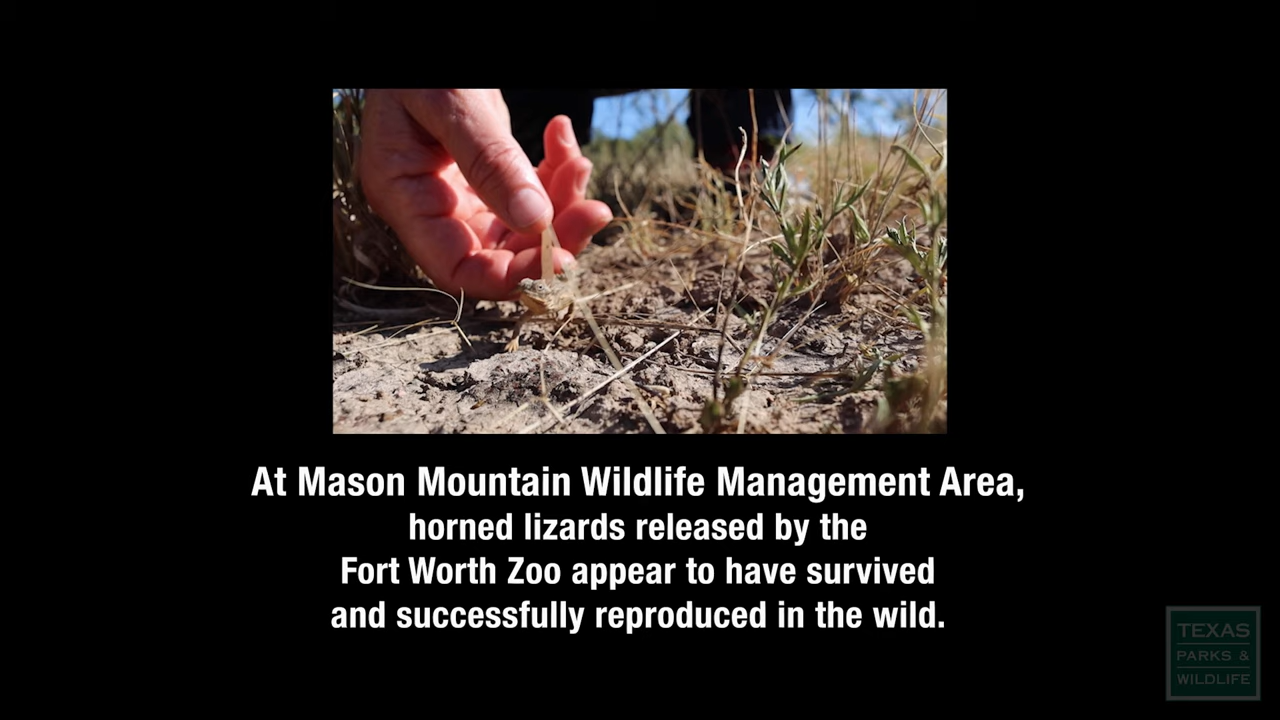 At Mason Mountain Wildlife Management Area,
horned lizards released by the
Fort Worth Zoo appear to have survived
and successfully reproduced in the wild.
TEXAS
PARKS &
WILDLIFE